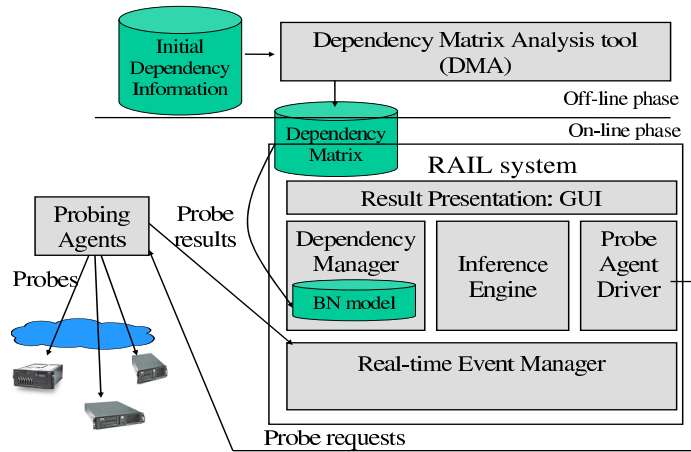 Initial
Dependency
Information
Dependency Matrix Analysis tool
(DMA)
Off-line phase
On-line phase
Dependency
Matrix
RAIL system
Result Presentation: GUI
Probing
Agents
Probe
results
Dependency
Manager
BN model
Inference
Engine
Probe
Agent
Driver
Probes
Real-time Event Manager
Probe requests